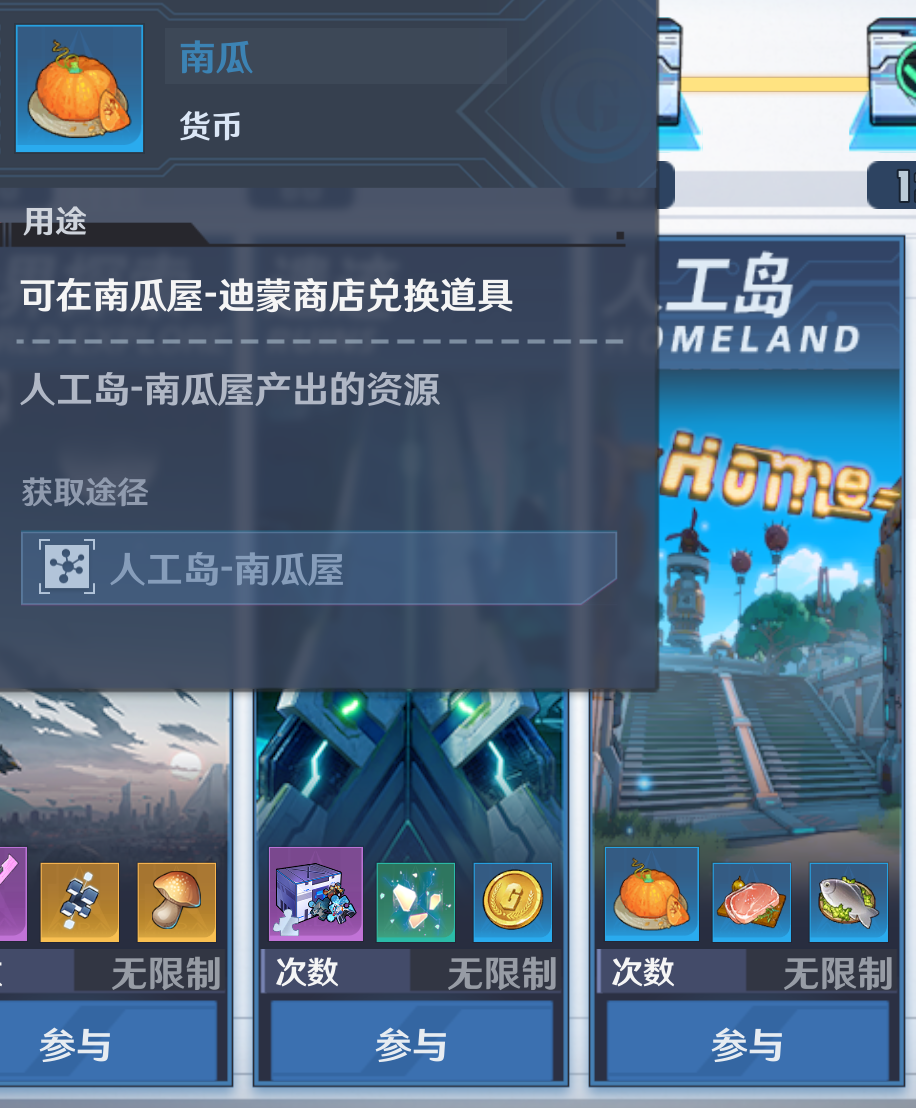 南瓜
货币
用途
可在南瓜屋-迪蒙商店兑换道具
人工岛-南瓜屋产出的资源
获取途径
人工岛-南瓜屋
人工岛
HOMELAND
Home
无限制
次数
无限制
次数
无限制
参与
参与
参与